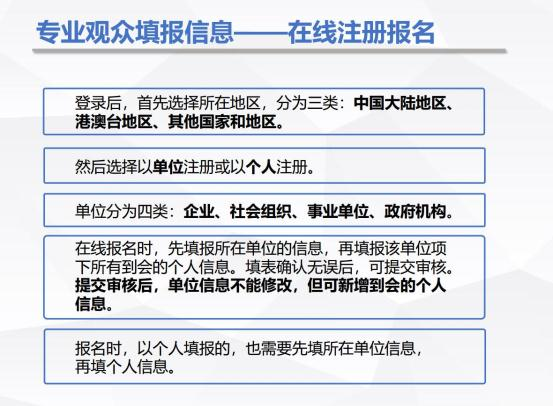 专业观众填报信息——在线注册报名
登录后，首先选择所在地区，分为三类：中国大陆地区、
港澳台地区、其他国家和地区。
然后选择以单位注册或以个人注册。
单位分为四类：企业、社会组织、事业单位、政府机构。
在线报名时，先填报所在单位的信息，再填报该单位项
下所有到会的个人信息。填表确认无误后，可提交审核。
提交审核后，单位信息不能修改，但可新增到会的个人
信息。
报名时，以个人填报的，也需要先填所在单位信息，
再填个人信息。